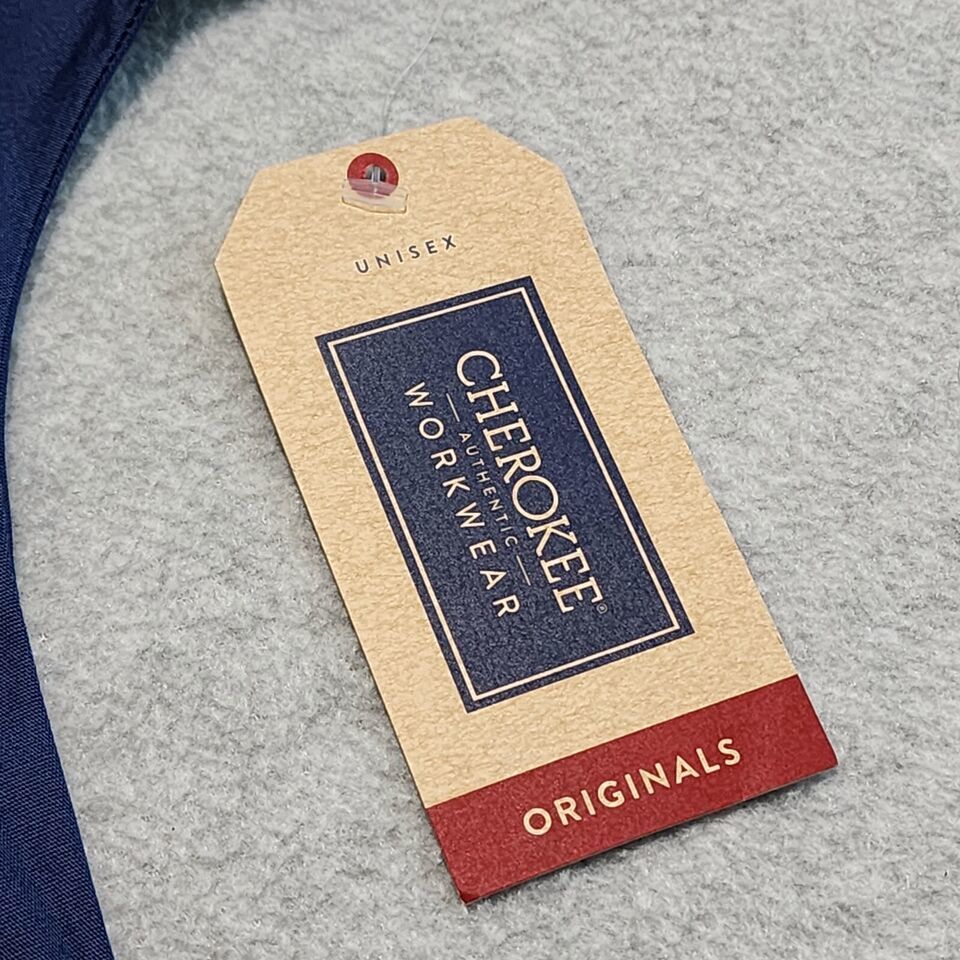 UNISEX
CHEROKEE®
AUTHENTIC
WORKWEAR
ORIGINALS